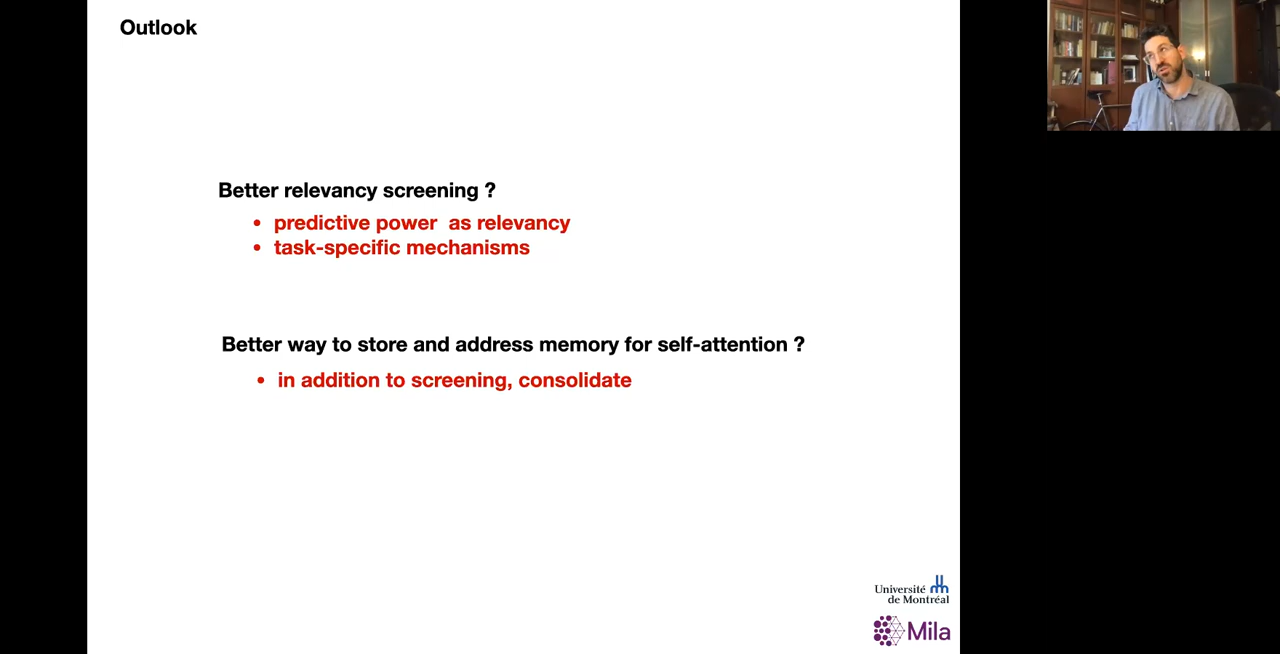 Outlook
Better relevancy screening ?
• predictive power as relevancy
• task-specific mechanisms
Better way to store and address memory for self-attention ?
• in addition to screening, consolidate
Université
de Montréal
Mila